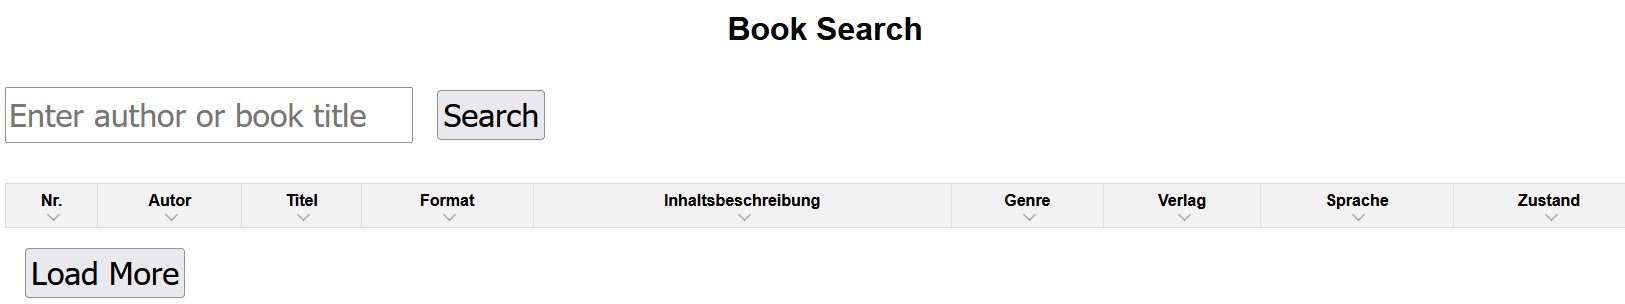 Book Search
Enter author or book title Search
Nr. Autor Titel Format Inhaltsbeschreibung Genre Verlag Sprache Zustand
Load More